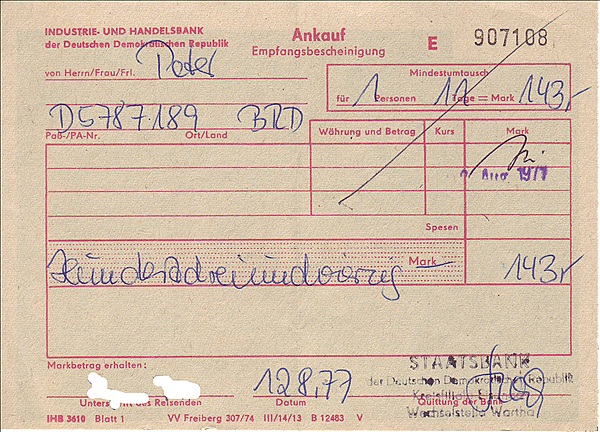 INDUSTRIE- UND HANDELSBANK
der Deutschen Demokratischen Republik
Ankauf
Empfangsbescheinigung
E 907108
von Herrn/Frau/Frl. Peter
Mindestumtausch
für 1 Personen 11 Tage = Mark 143,-
D5787189 BRD
Paß-/PA-Nr. Ort/Land
Währung und Betrag Kurs Mark
Aug 1977
Spesen
Hundertdreiundvierzig Mark 143,-
Markbetrag erhalten:
STAATSBANK
der Deutschen Demokratischen Republik
Kreisfiliale
Wechselstelle Wartha
12 8,77
Unterschrift des Reisenden Datum Quittung der Bank
IHB 3610 Blatt 1 VV Freiberg 307/74 III/14/13 B 12483 V